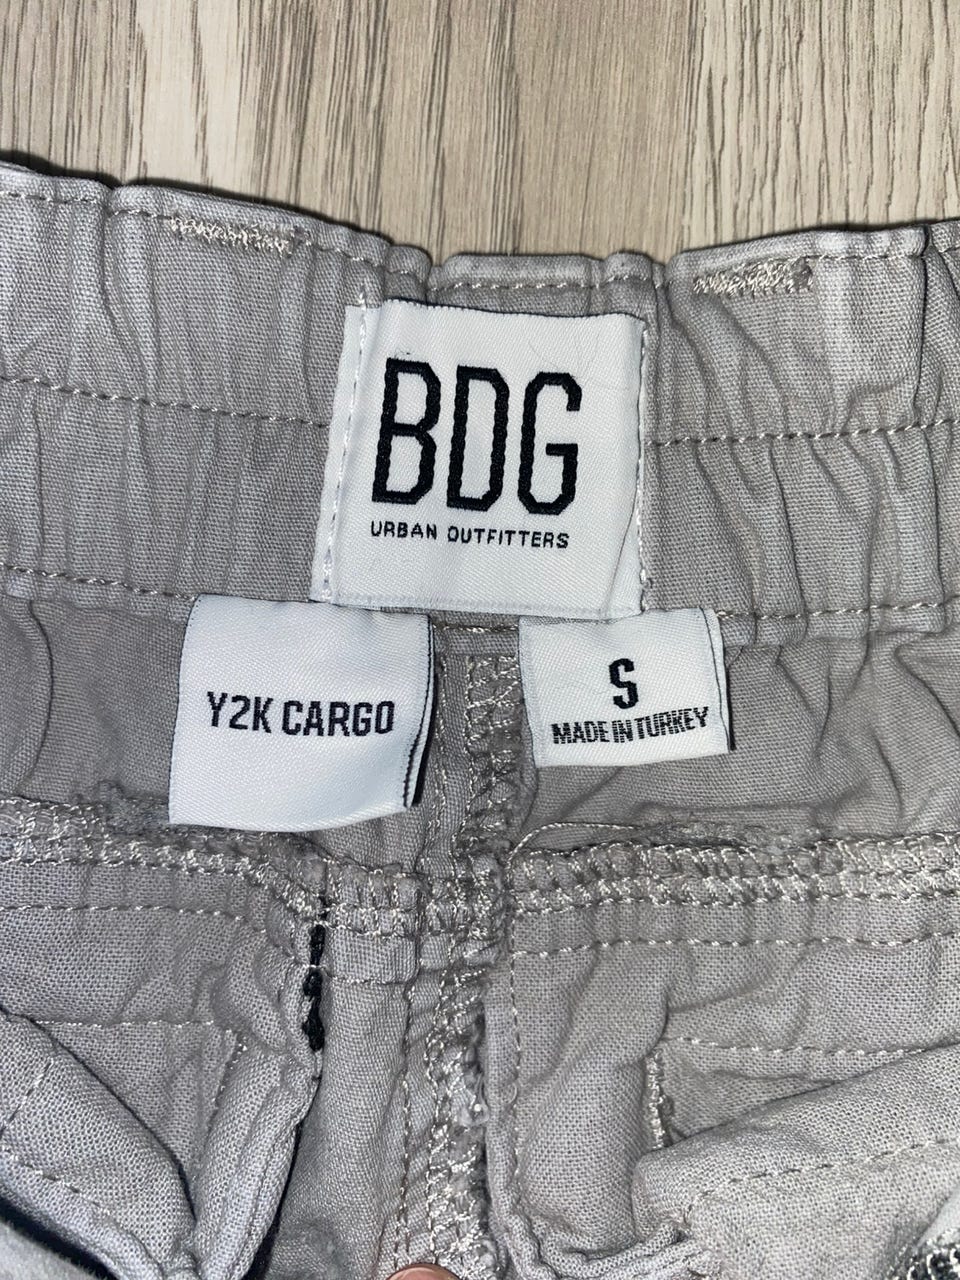 BDG
URBAN OUTFITTERS
Y2K CARGO
S
MADE IN TURKEY